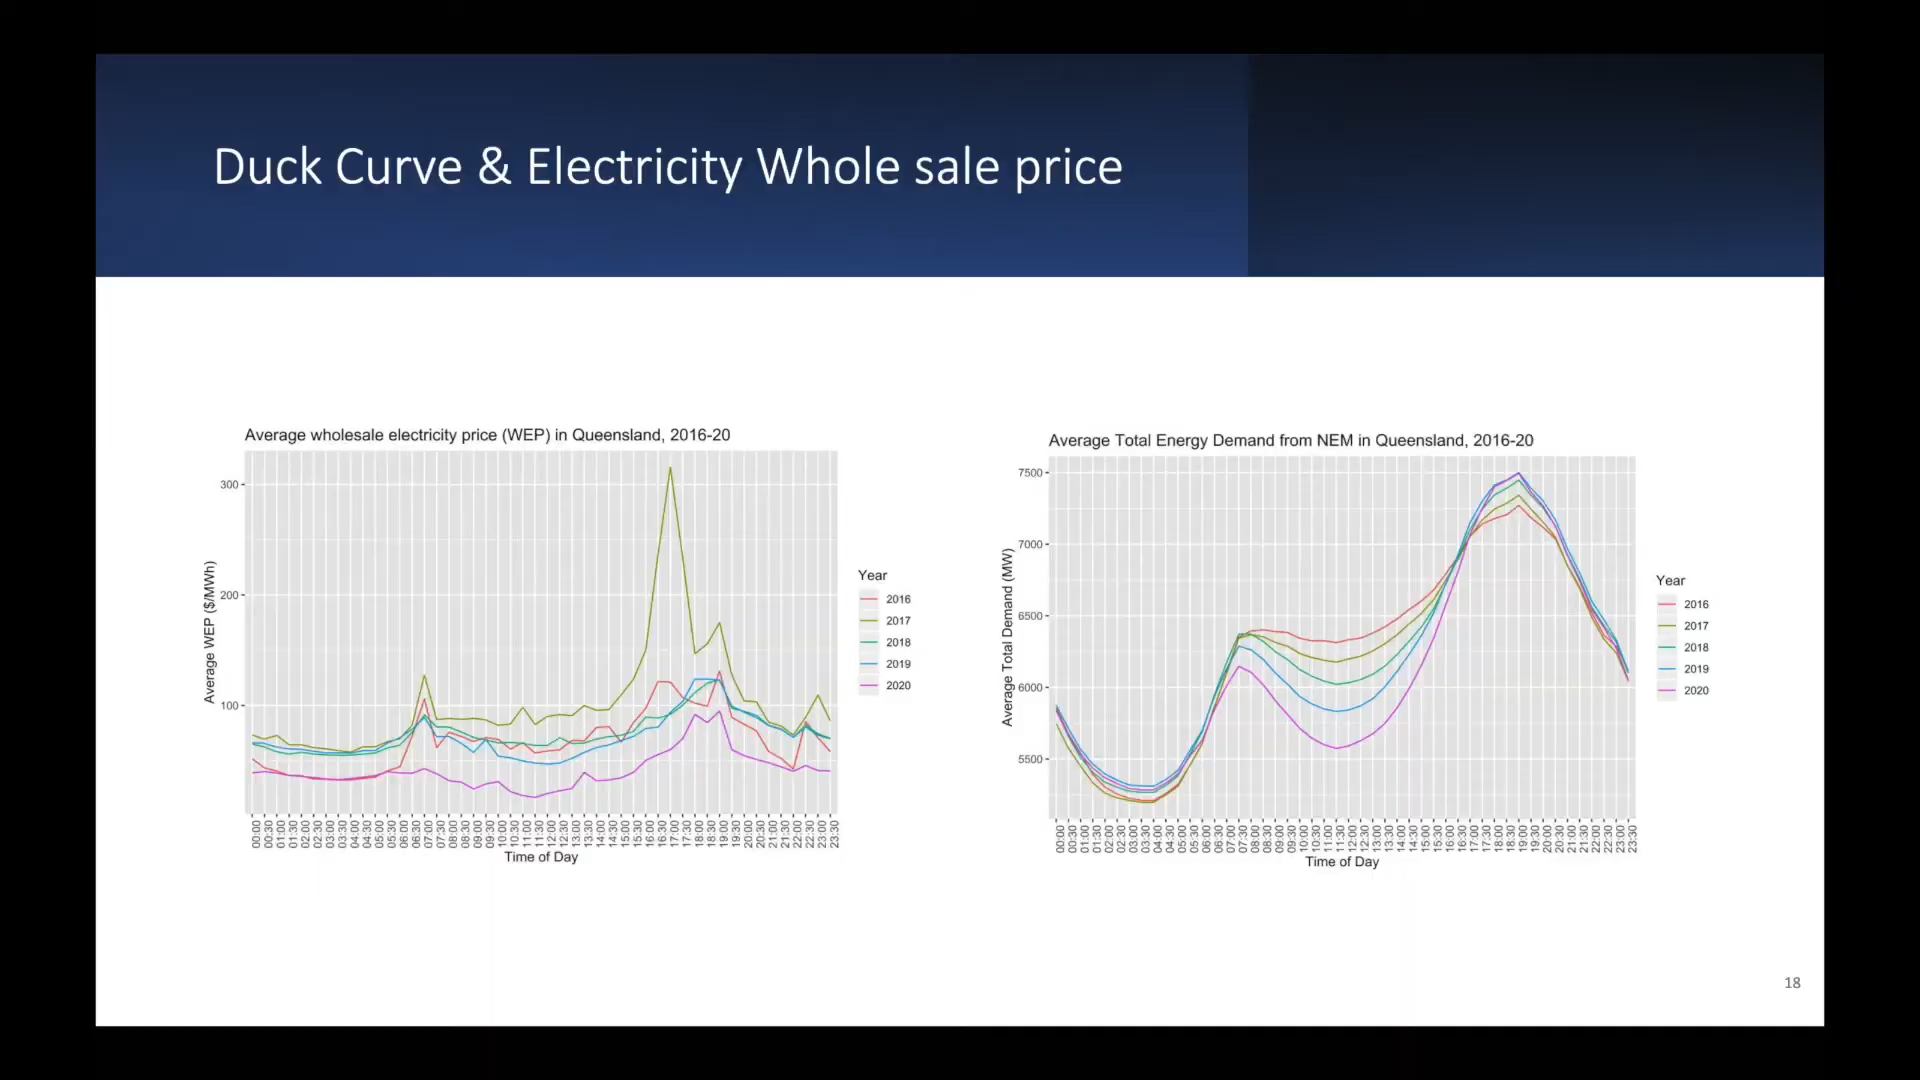 Duck Curve & Electricity Whole sale price
Average wholesale electricity price (WEP) in Queensland, 2016-20
300
200
100
Average WEP ($/MWh)
00:00 00:30 01:00 01:30 02:00 02:30 03:00 03:30 04:00 04:30 05:00 05:30 06:00 06:30 07:00 07:30 08:00 08:30 09:00 09:30 10:00 10:30 11:00 11:30 12:00 12:30 13:00 13:30 14:00 14:30 15:00 15:30 16:00 16:30 17:00 17:30 18:00 18:30 19:00 19:30 20:00 20:30 21:00 21:30 22:00 22:30 23:00 23:30
Time of Day
Year
2016
2017
2018
2019
2020
Average Total Energy Demand from NEM in Queensland, 2016-20
7500
7000
6500
6000
5500
Average Total Demand (MW)
00:00 00:30 01:00 01:30 02:00 02:30 03:00 03:30 04:00 04:30 05:00 05:30 06:00 06:30 07:00 07:30 08:00 08:30 09:00 09:30 10:00 10:30 11:00 11:30 12:00 12:30 13:00 13:30 14:00 14:30 15:00 15:30 16:00 16:30 17:00 17:30 18:00 18:30 19:00 19:30 20:00 20:30 21:00 21:30 22:00 22:30 23:00 23:30
Time of Day
Year
2016
2017
2018
2019
2020
18